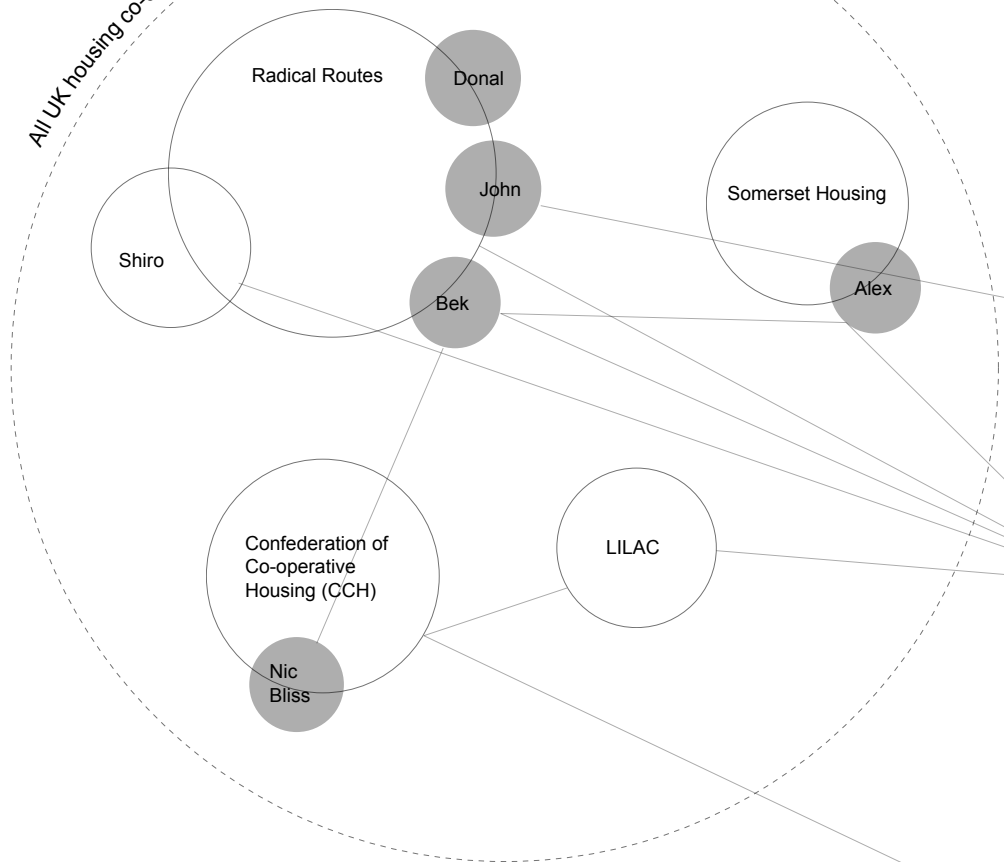 All UK housing
Radical Routes
Donal
John
Somerset Housing
Shiro
Alex
Bek
Confederation of
Co-operative
Housing (CCH)
LILAC
Nic
Bliss